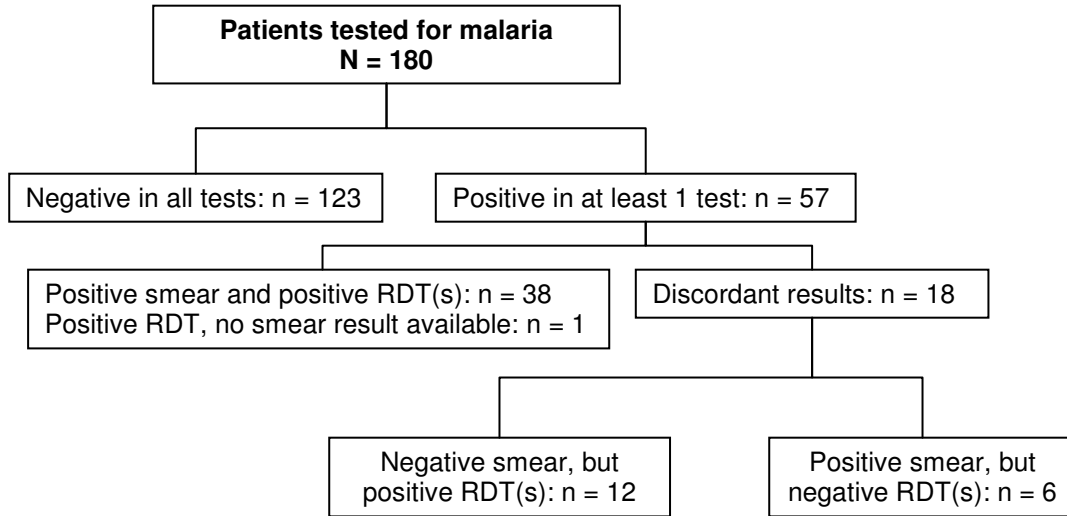 Patients tested for malaria
N = 180
Negative in all tests: n = 123
Positive in at least 1 test: n = 57
Positive smear and positive RDT(s): n = 38
Positive RDT, no smear result available: n = 1
Discordant results: n = 18
Negative smear, but
positive RDT(s): n = 12
Positive smear, but
negative RDT(s): n = 6